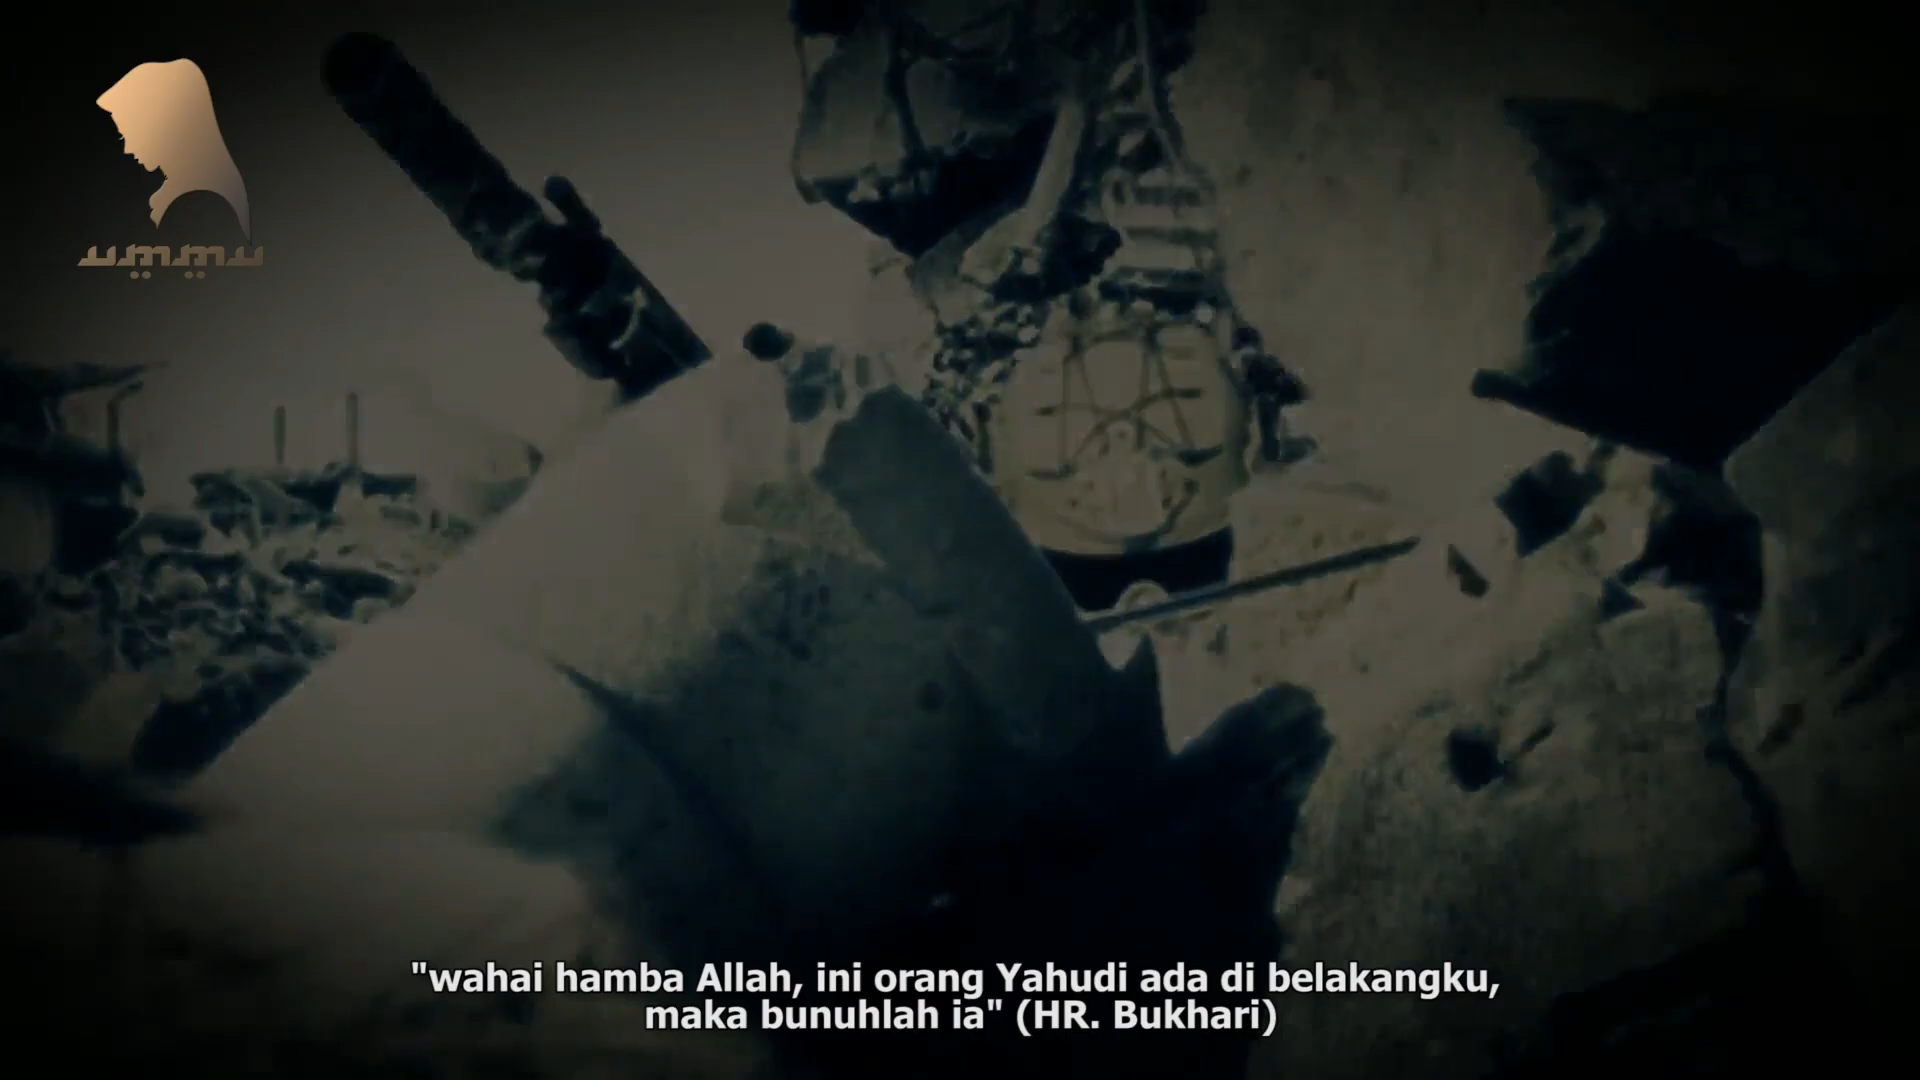 ummu
"wahai hamba Allah, ini orang Yahudi ada di belakangku,
maka bunuhlah ia" (HR. Bukhari)